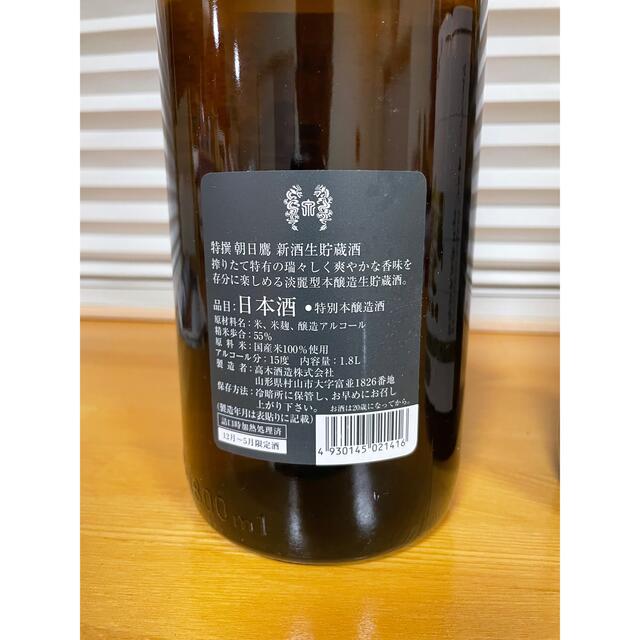 特撰 朝日鷹 新酒生貯蔵酒
搾りたて特有の瑞々しく爽やかな香味を
存分に楽しめる淡麗型本醸造生貯蔵酒。
品目:日本酒 ●特別本醸造酒
原材料名:米、米麹、醸造アルコール
精米歩合:55%
原料米:国産米100%使用
アルコール分:15度 内容量:1.8L
製造者:高木酒造株式会社
山形県村山市大字富並1826番地
保存方法:冷暗所に保管し、お早めにお召し
上がり下さい。 お酒は20歳になってから。
(製造年月は表貼りに記載)
詰口時加熱処理済
12月~5月限定酒
4 930145 021416
800ml